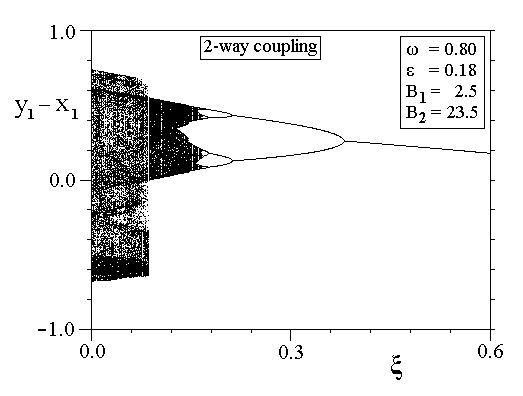 1.0
2-way coupling
ω = 0.80
ε = 0.18
B₁ = 2.5
B₂ = 23.5
y₁ – x₁
0.0
–1.0
0.0 0.3 0.6
ξ